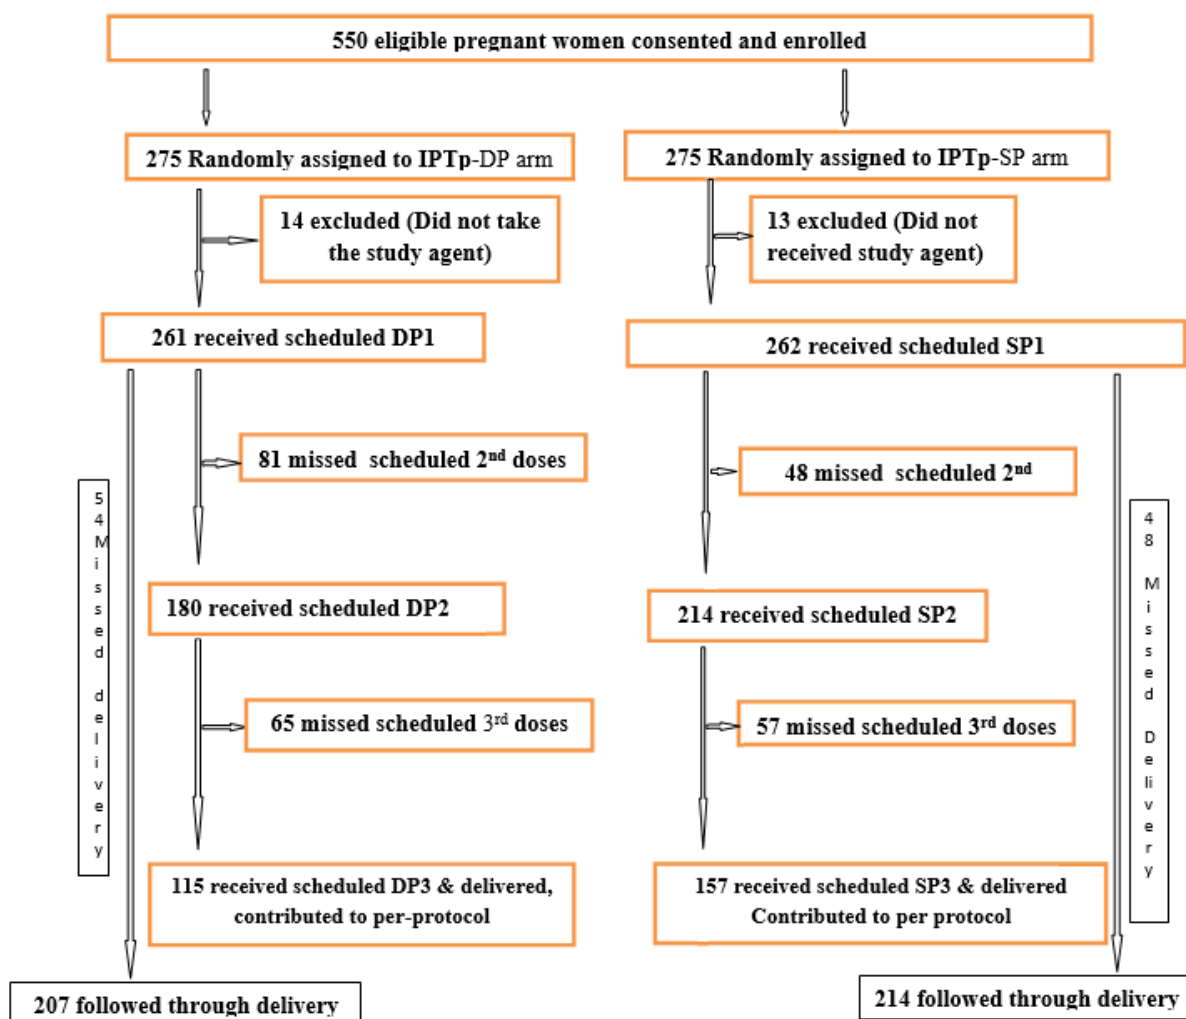 550 eligible pregnant women consented and enrolled
275 Randomly assigned to IPTp-DP arm
275 Randomly assigned to IPTp-SP arm
14 excluded (Did not take
the study agent)
13 excluded (Did not
received study agent)
261 received scheduled DP1
262 received scheduled SP1
81 missed scheduled 2nd doses
48 missed scheduled 2nd
54Missed delivery
48 Missed Delivery
180 received scheduled DP2
214 received scheduled SP2
65 missed scheduled 3rd doses
57 missed scheduled 3rd doses
115 received scheduled DP3 & delivered,
contributed to per-protocol
157 received scheduled SP3 & delivered
Contributed to per protocol
207 followed through delivery
214 followed through delivery